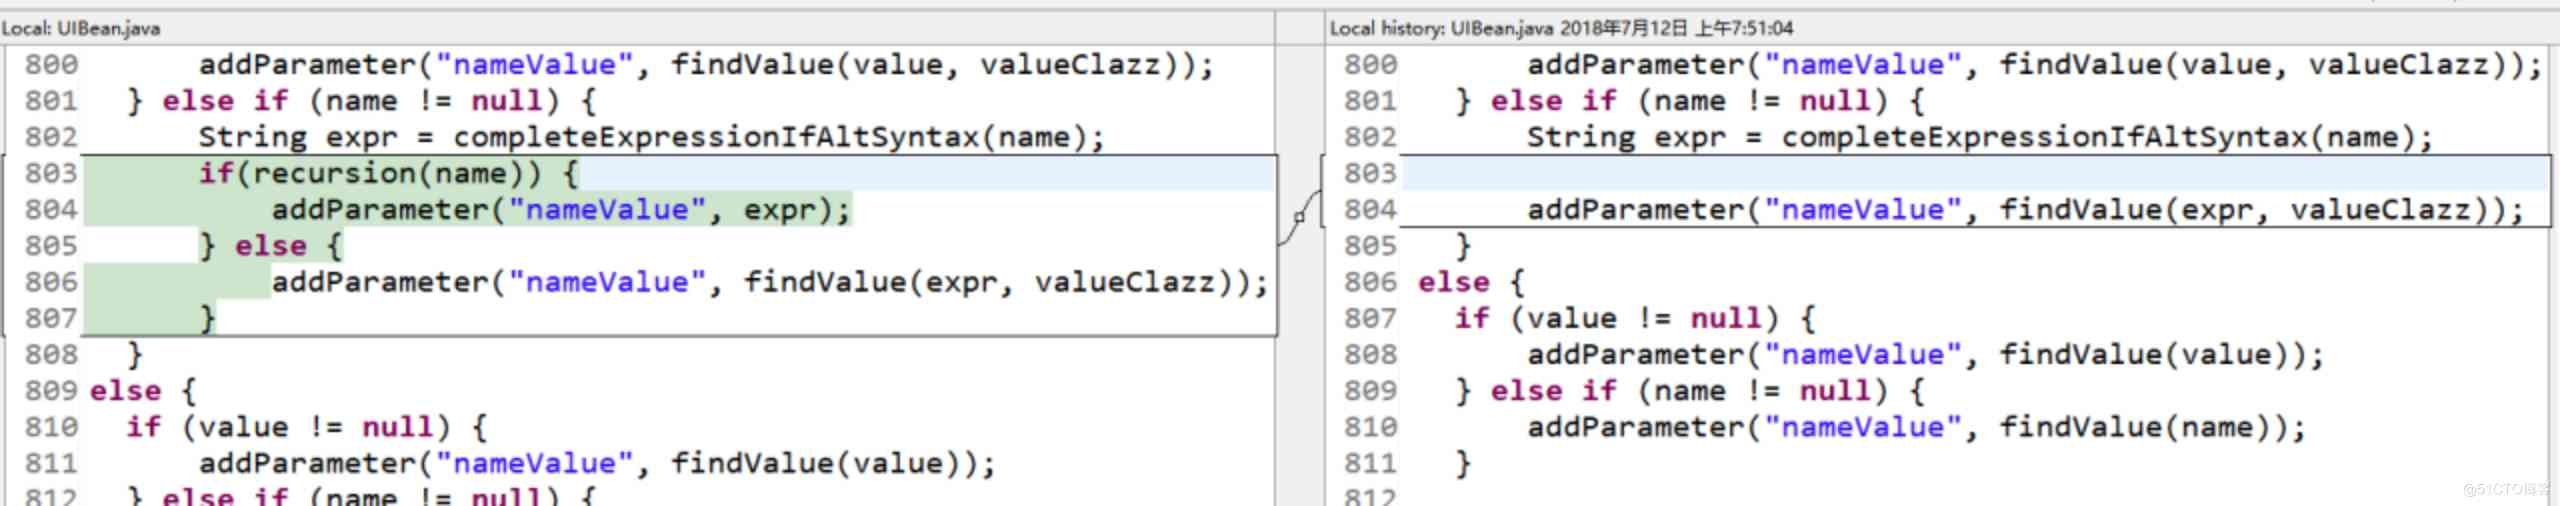 Local: UIBean.java
800 addParameter("nameValue", findValue(value, valueClazz));
801 } else if (name != null) {
802 String expr = completeExpressionIfAltSyntax(name);
803 if(recursion(name)) {
804 addParameter("nameValue", expr);
805 } else {
806 addParameter("nameValue", findValue(expr, valueClazz));
807 }
808 }
809 else {
810 if (value != null) {
811 addParameter("nameValue", findValue(value));
812 } else if (name != null) {
Local history: UIBean.java 2018年7月12日 上午7:51:04
800 addParameter("nameValue", findValue(value, valueClazz));
801 } else if (name != null) {
802 String expr = completeExpressionIfAltSyntax(name);
803
804 addParameter("nameValue", findValue(expr, valueClazz));
805 }
806 else {
807 if (value != null) {
808 addParameter("nameValue", findValue(value));
809 } else if (name != null) {
810 addParameter("nameValue", findValue(name));
811 }
812
@51CTO博客